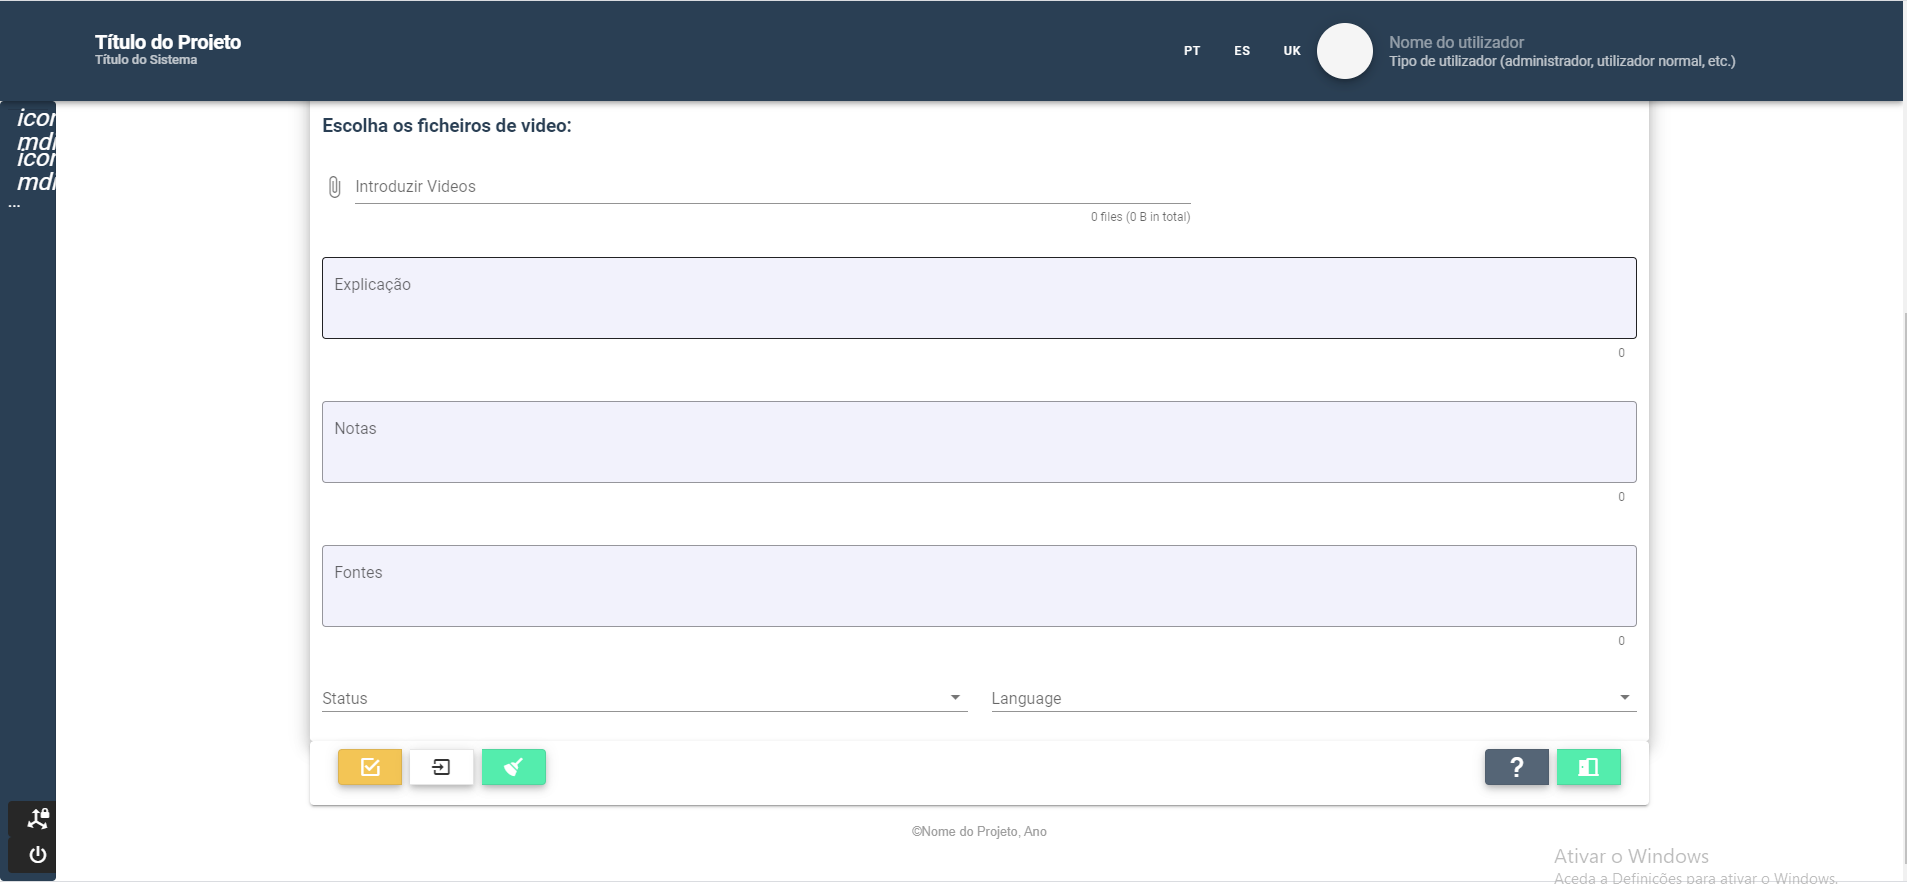 Título do Projeto
Título do Sistema
PT ES UK
Nome do utilizador
Tipo de utilizador (administrador, utilizador normal, etc.)
icon
mdi
icon
mdi
...
Escolha os ficheiros de video:
Introduzir Videos
0 files (0 B in total)
Explicação
0
Notas
0
Fontes
0
Status
Language
?
©Nome do Projeto, Ano
Ativar o Windows
Aceda a Definições para ativar o Windows.